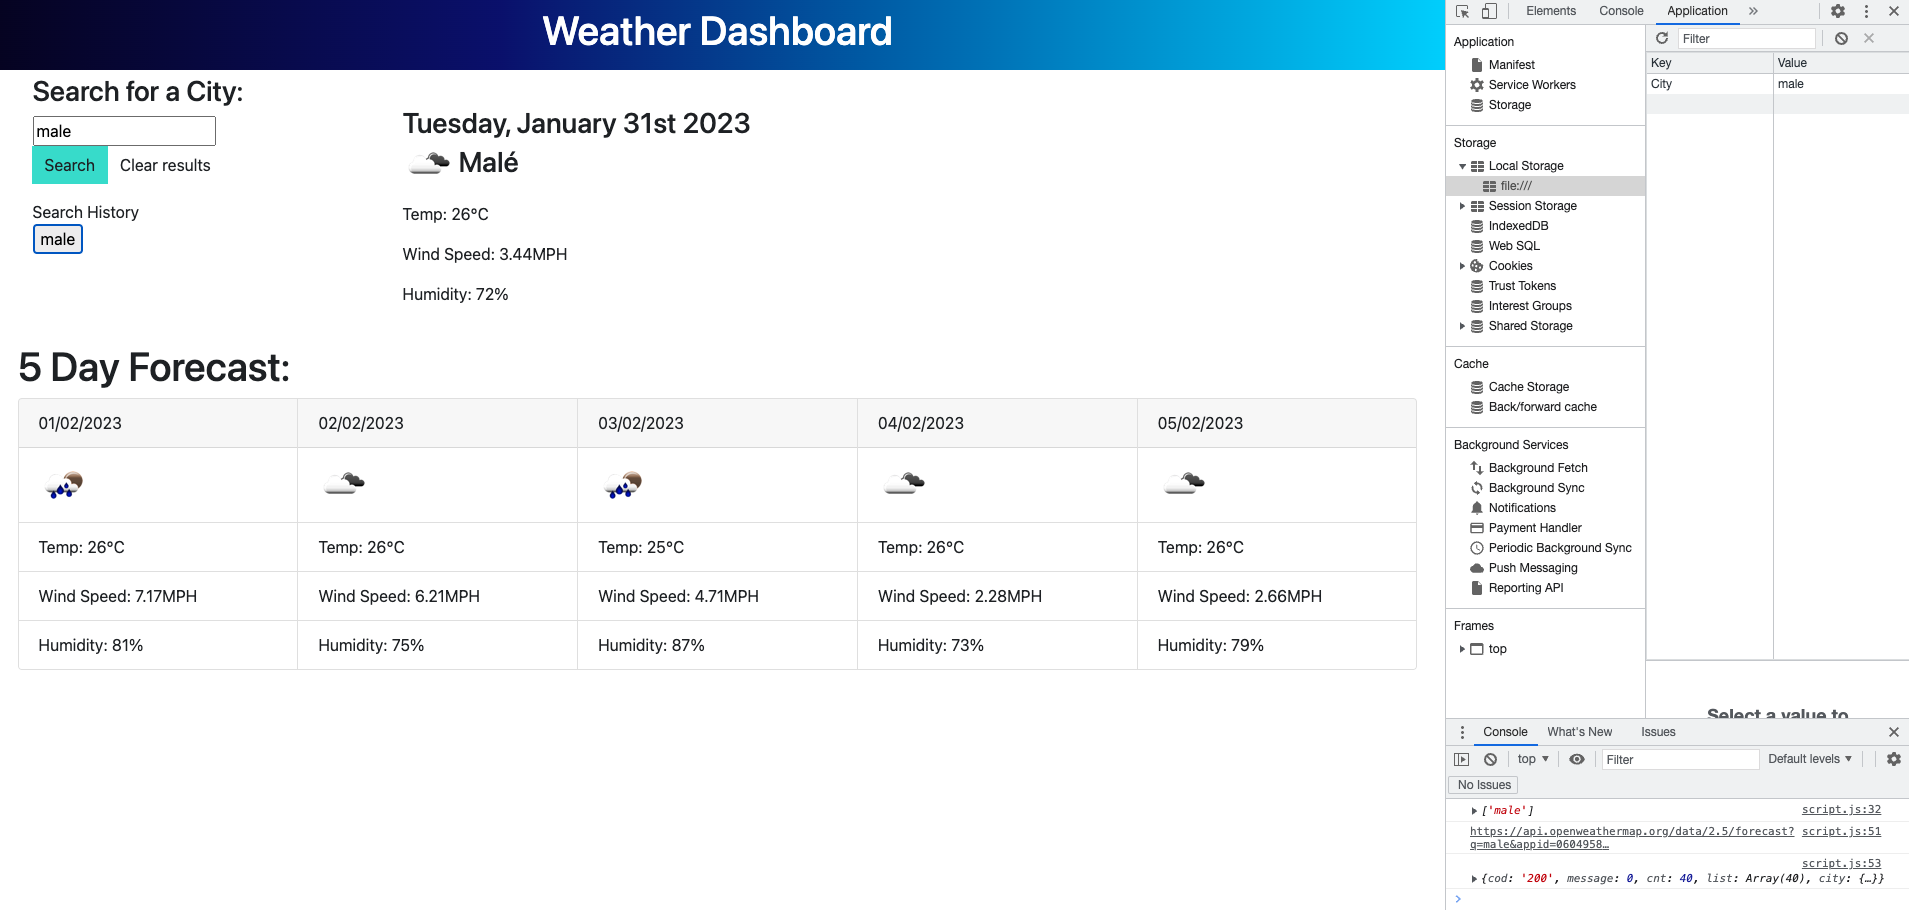 Weather Dashboard
Search for a City:
male
Search
Clear results
Search History
male
Tuesday, January 31st 2023
Malé
Temp: 26°C
Wind Speed: 3.44MPH
Humidity: 72%
5 Day Forecast:
01/02/2023 02/02/2023 03/02/2023 04/02/2023 05/02/2023
Temp: 26°C Temp: 26°C Temp: 25°C Temp: 26°C Temp: 26°C
Wind Speed: 7.17MPH Wind Speed: 6.21MPH Wind Speed: 4.71MPH Wind Speed: 2.28MPH Wind Speed: 2.66MPH
Humidity: 81% Humidity: 75% Humidity: 87% Humidity: 73% Humidity: 79%
Elements Console Application
Application
Manifest
Service Workers
Storage
Storage
Local Storage
file:///
Session Storage
IndexedDB
Web SQL
Cookies
Trust Tokens
Interest Groups
Shared Storage
Cache
Cache Storage
Back/forward cache
Background Services
Background Fetch
Background Sync
Notifications
Payment Handler
Periodic Background Sync
Push Messaging
Reporting API
Frames
top
Filter
Key Value
City male
Select a value to
Console What's New Issues
top Filter Default levels
No Issues
['male'] script.js:32
https://api.openweathermap.org/data/2.5/forecast? script.js:51
q=male&appid=0604958…
script.js:53
{cod: '200', message: 0, cnt: 40, list: Array(40), city: {…}}